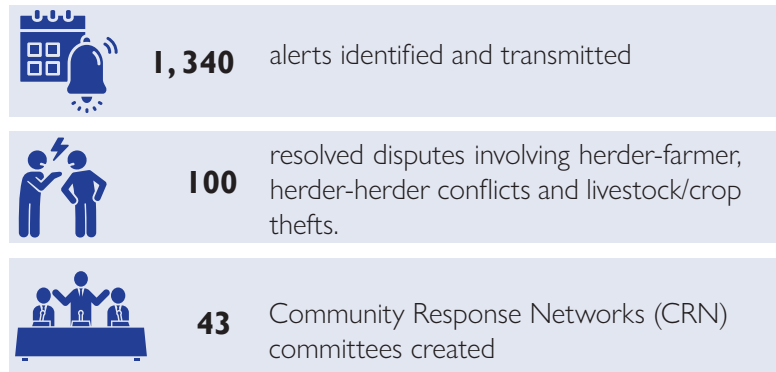 1,340 alerts identified and transmitted
100 resolved disputes involving herder-farmer,
herder-herder conflicts and livestock/crop
thefts.
43 Community Response Networks (CRN)
committees created